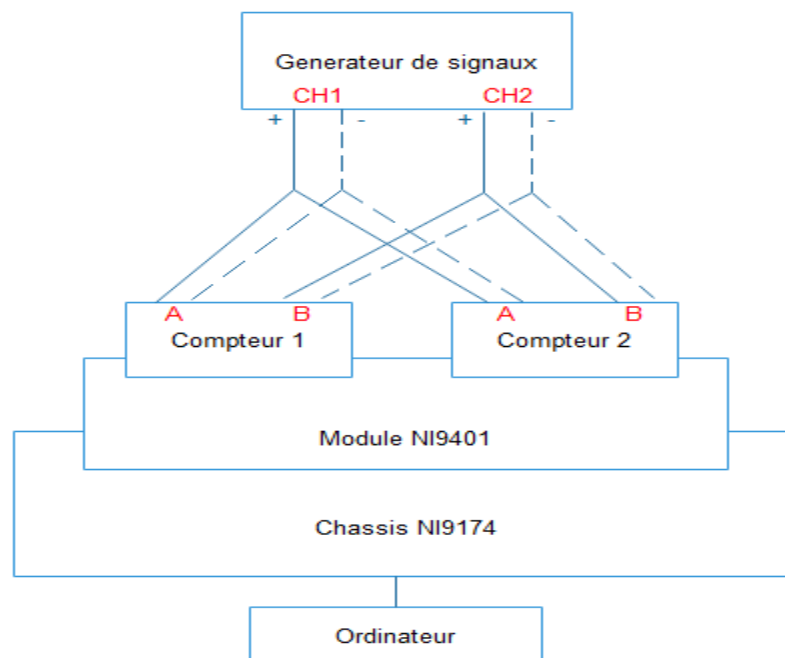 Generateur de signaux
CH1 CH2
+ - + -
A B A B
Compteur 1 Compteur 2
Module NI9401
Chassis NI9174
Ordinateur